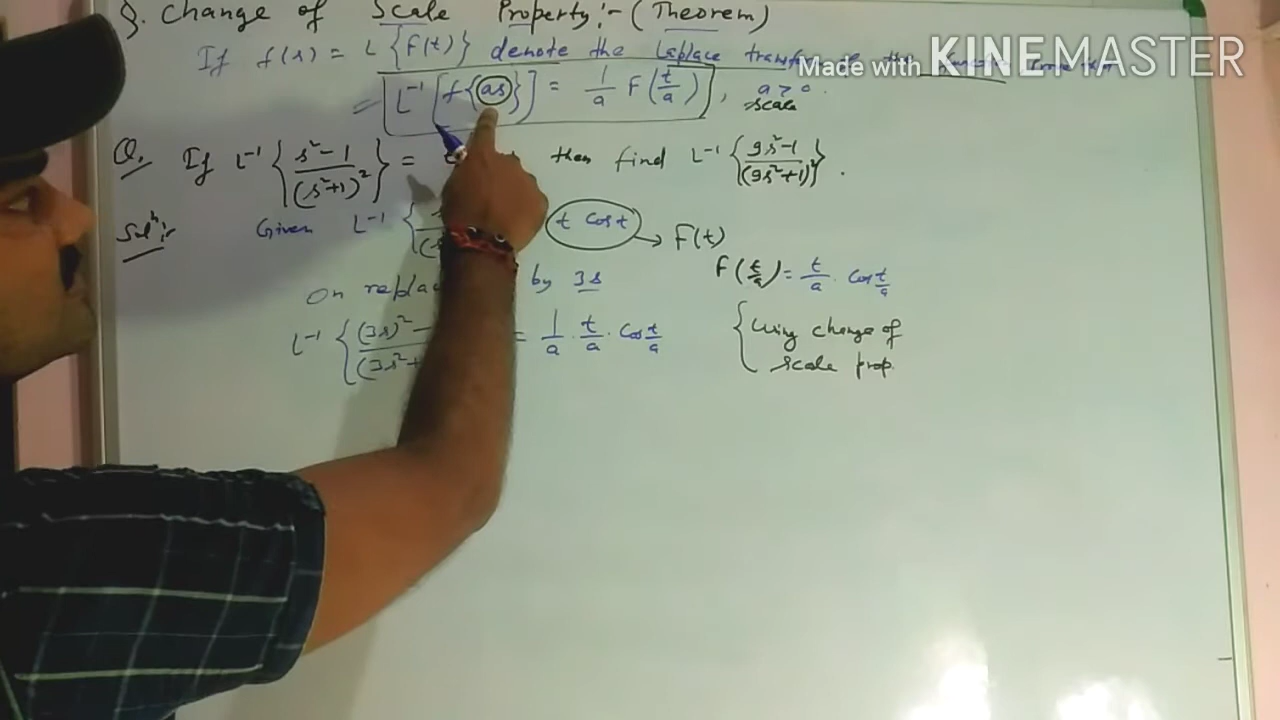 §. Change of Scale Property:- (Theorem)
If f(s) = L {F(t)} denote the Laplace
Made with KINEMASTER
= [L⁻¹ [f{as}] = 1/a F(t/a)], a > 0.
scale
Q. If L⁻¹ {s²-1/(s²+1)²} = then find L⁻¹ {9s²-1/(9s²+1)²}.
Solⁿ:- Given L⁻¹ { t cos t → F(t)
F(t/a) = t/a . cos t/a
On by 3s
L⁻¹ {(3s)² - = 1/a . t/a . cos t/a {Using change of
scale prop.